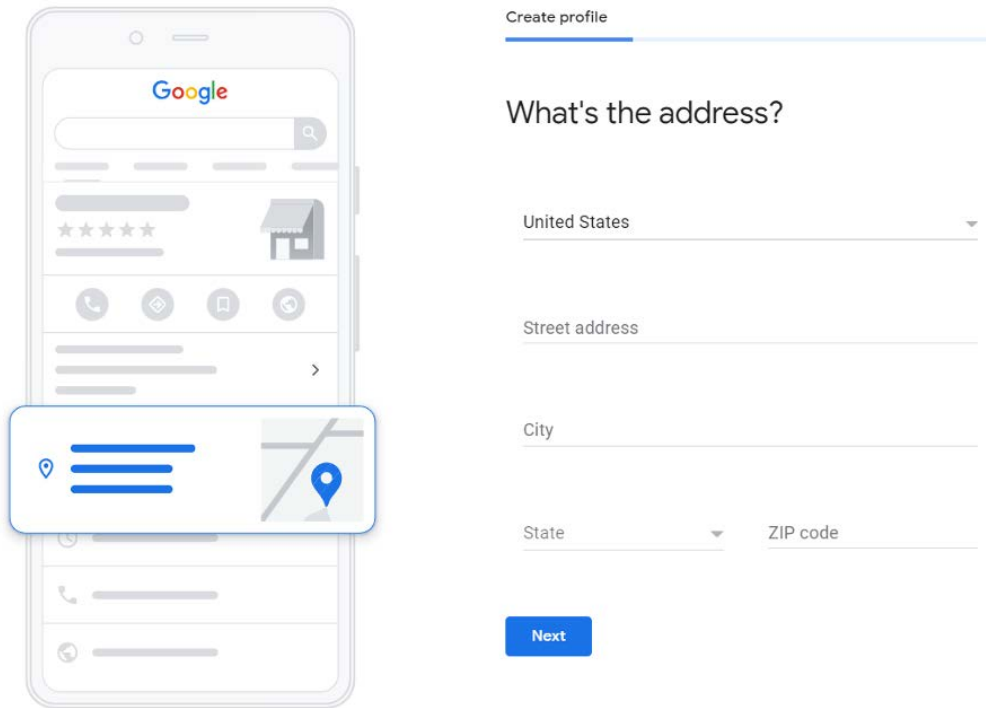 Google
Create profile
What's the address?
United States
Street address
City
State
ZIP code
Next